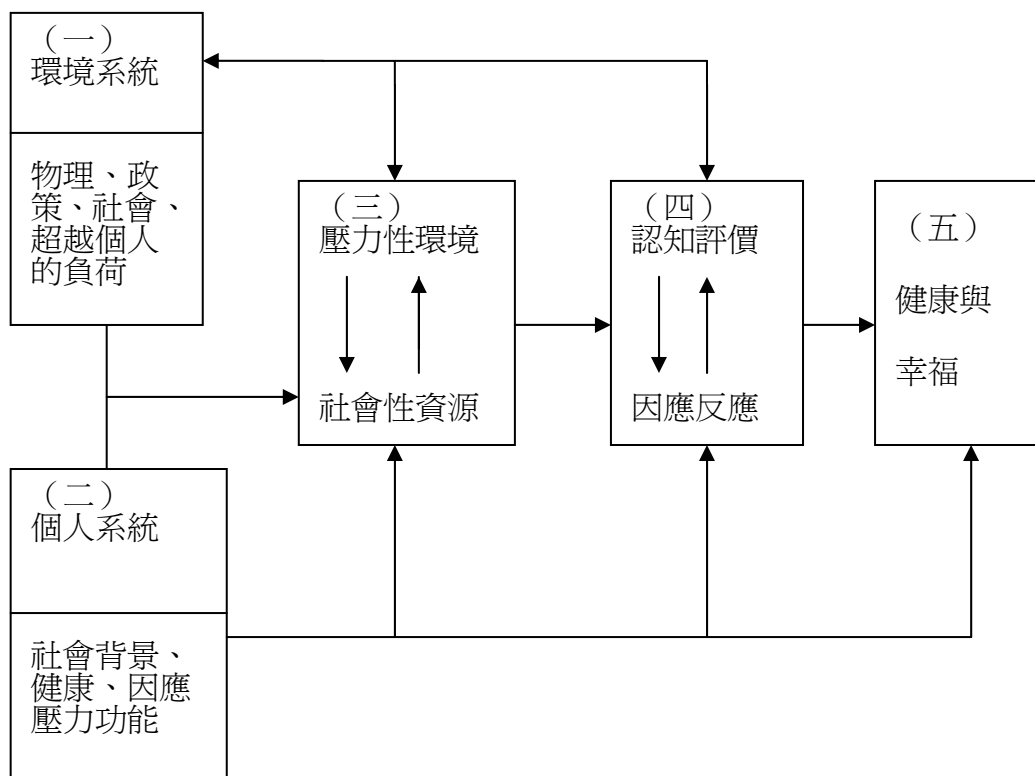 （一）
環境系統
物理、政
策、社會、
超越個人
的負荷
（二）
個人系統
社會背景、
健康、因應
壓力功能
（三）
壓力性環境
社會性資源
（四）
認知評價
因應反應
（五）
健康與
幸福